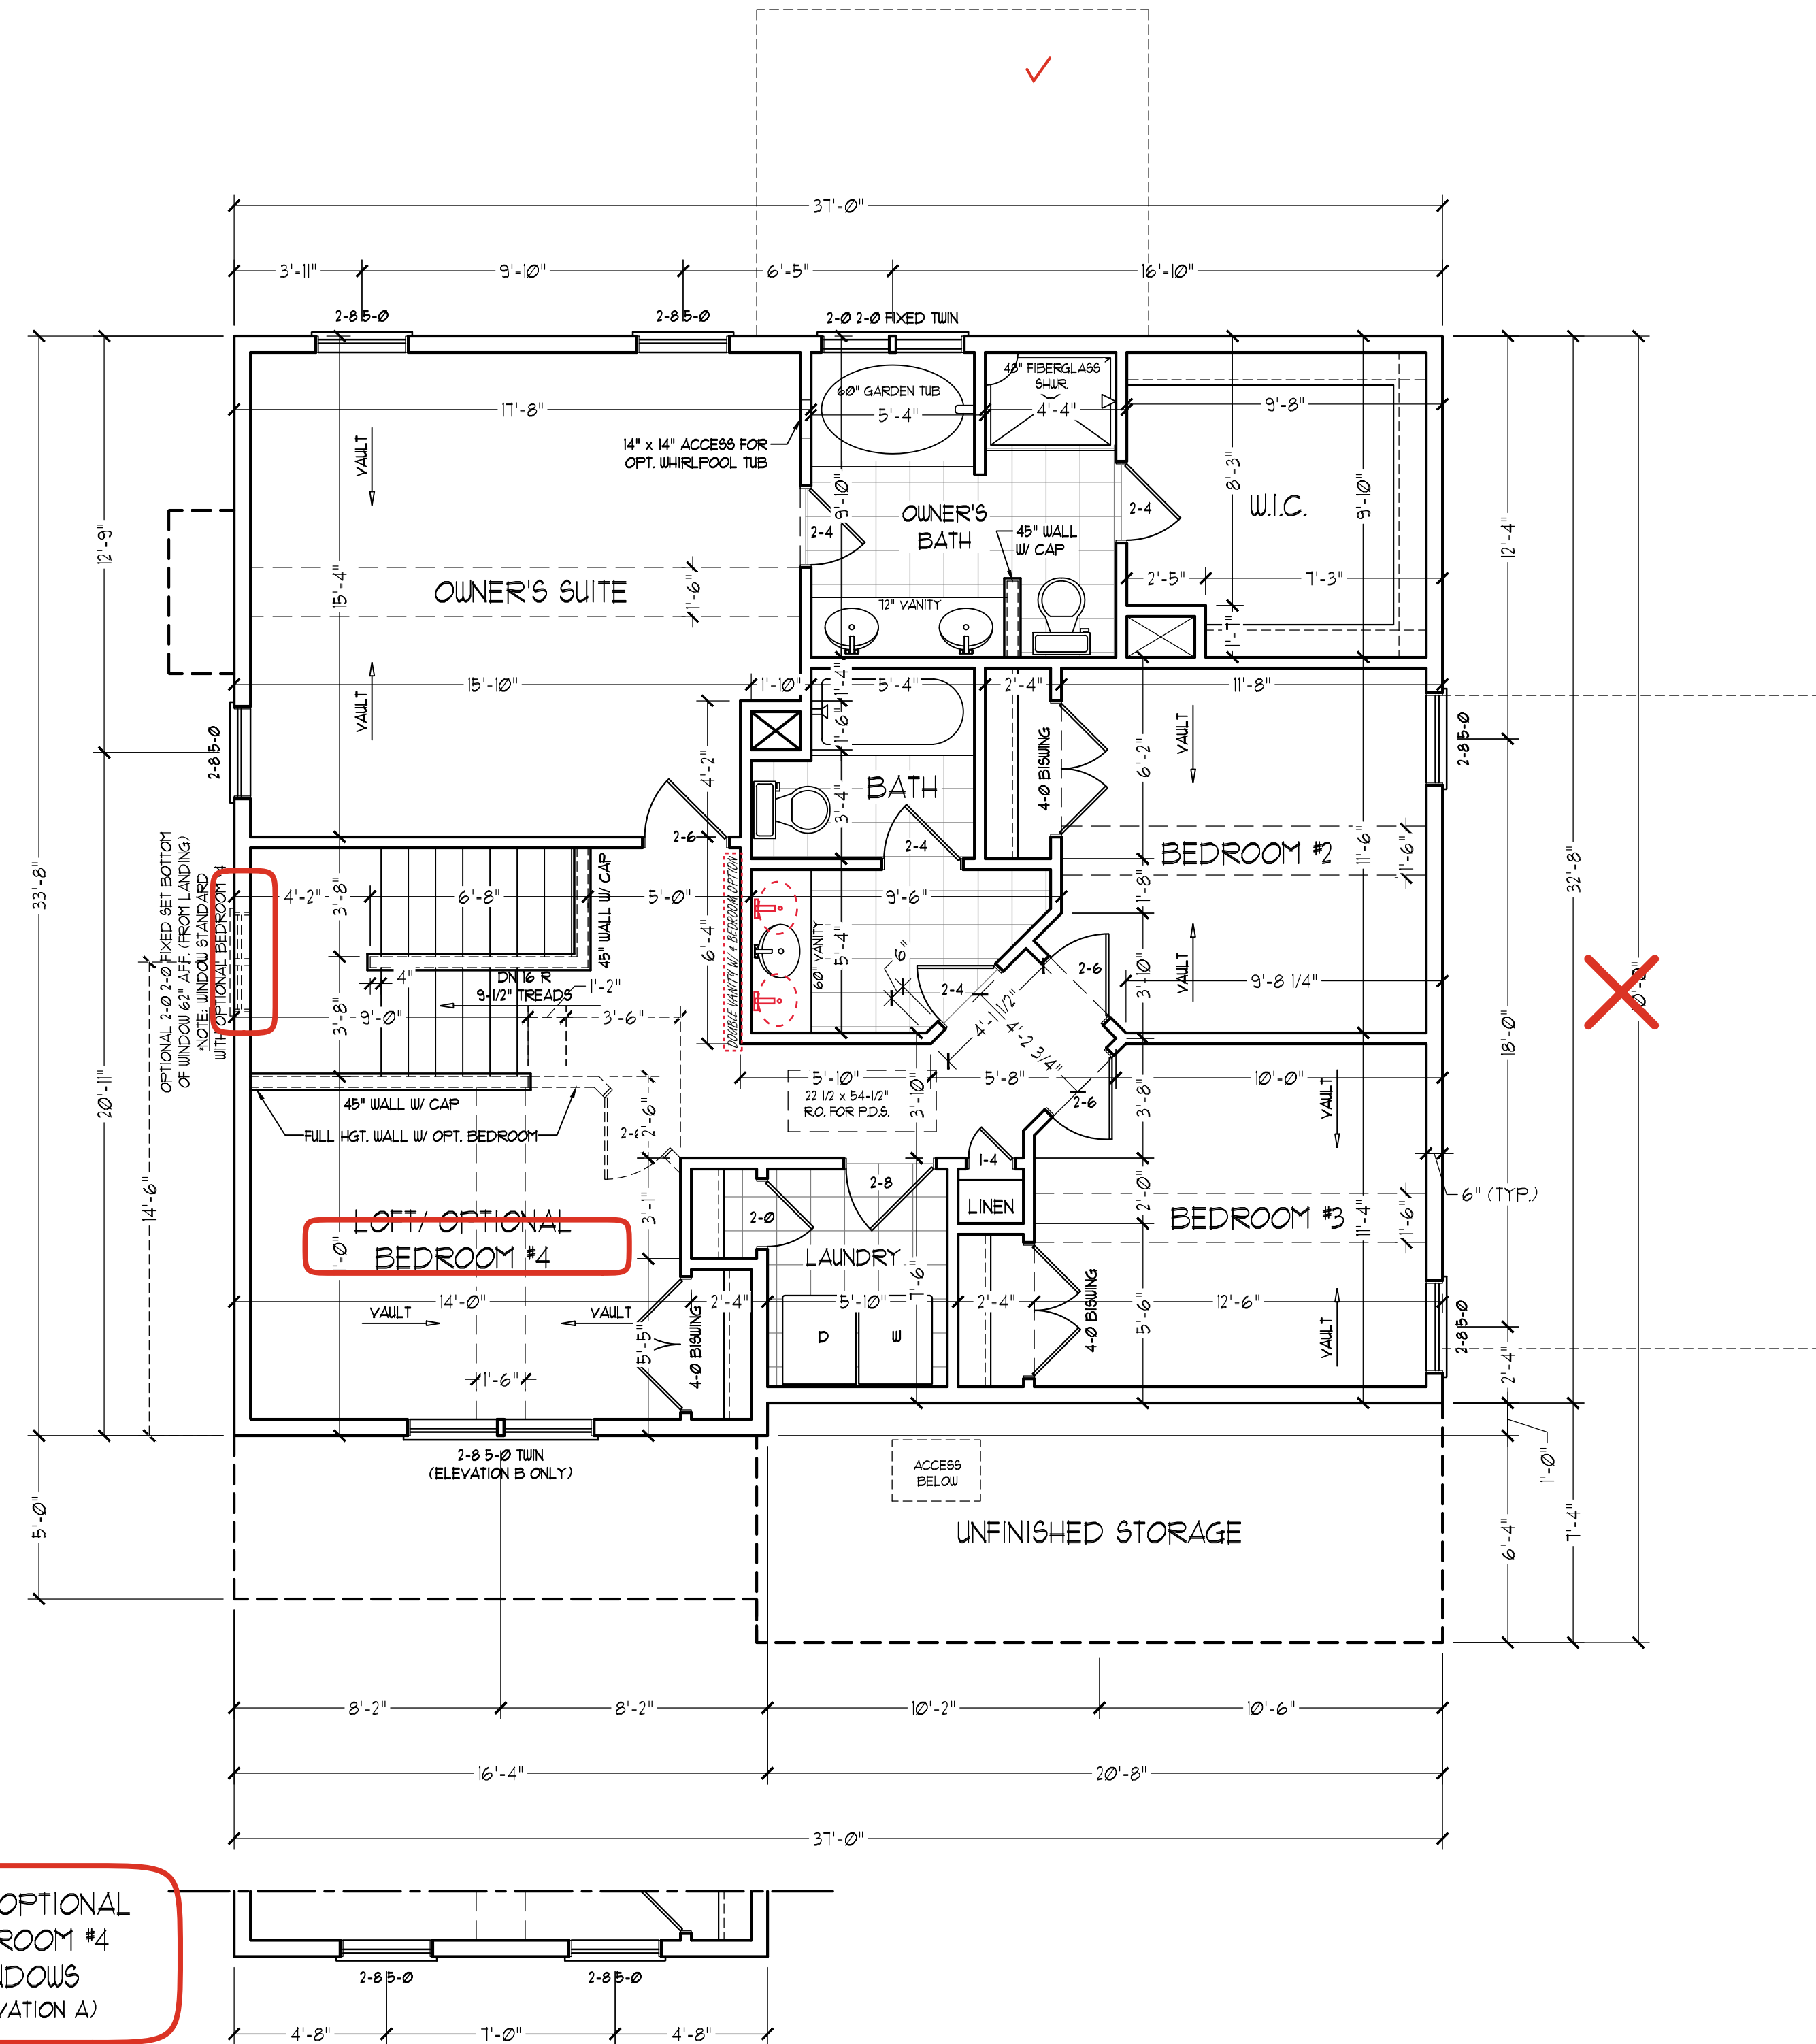 37'-0"
3'-11"
9'-10"
6'-5"
16'-10"
2-8 5-0
2-8 5-0
2-0 2-0 FIXED TWIN
60" GARDEN TUB
5'-4"
48" FIBERGLASS
SHWR.
4'-4"
9'-8"
17'-8"
14" x 14" ACCESS FOR
OPT. WHIRLPOOL TUB
VAULT
8'-3"
9'-10"
9'-10"
W.I.C.
2-4
2-4
OWNER'S
BATH
45" WALL
W/ CAP
12'-4"
12'-9"
OWNER'S SUITE
15'-4"
1'-6"
72" VANITY
2'-5"
7'-3"
1'-7"
VAULT
15'-10"
1'-10"
1'-4"
5'-4"
2'-4"
11'-8"
1'-6"
2-8 5-0
2-8 5-0
4'-2"
BATH
3'-4"
4-0 BISWING
6'-2"
VAULT
2-6
2-4
BEDROOM #2
11'-6"
1'-6"
33'-8"
32'-8"
OPTIONAL 2-0 2-0 FIXED SET BOTTOM
OF WINDOW 62" AFF. (FROM LANDING)
*NOTE: WINDOW STANDARD
WITH OPTIONAL BEDROOM #4
4'-2"
3'-8"
6'-8"
45" WALL W/ CAP
5'-0"
DOUBLE VANITY W/ 4 BEDROOM OPTION
9'-6"
1'-8"
6'-4"
5'-4"
60" VANITY
6"
VAULT
4"
DN 16 R
9-1/2" TREADS
1'-2"
2-4
2-6
3'-10"
9'-8 1/4"
9'-0"
3'-8"
3'-6"
4'-1 1/2"
4'-2 3/4"
18'-0"
20'-11"
14'-6"
45" WALL W/ CAP
FULL HGT. WALL W/ OPT. BEDROOM
2'-6"
5'-10"
5'-8"
10'-0"
22 1/2 x 54-1/2"
R.O. FOR P.D.S.
3'-10"
2-6
3'-8"
VAULT
1-4
2-8
LINEN
2'-0"
6" (TYP.)
LOFT/ OPTIONAL
BEDROOM #4
3'-1"
2-0
LAUNDRY
BEDROOM #3
11'-4"
1'-6"
14'-0"
2'-4"
5'-10"
2'-4"
12'-6"
VAULT
VAULT
5'-5"
4-0 BISWING
D
W
4-0 BISWING
5'-6"
VAULT
2-8 5-0
2'-4"
1'-6"
2-8 5-0 TWIN
(ELEVATION B ONLY)
ACCESS
BELOW
1'-0"
5'-0"
UNFINISHED STORAGE
6'-4"
7'-4"
8'-2"
8'-2"
10'-2"
10'-6"
16'-4"
20'-8"
37'-0"
OPTIONAL
ROOM #4
NDOWS
VATION A)
2-8 5-0
2-8 5-0
4'-8"
7'-0"
4'-8"